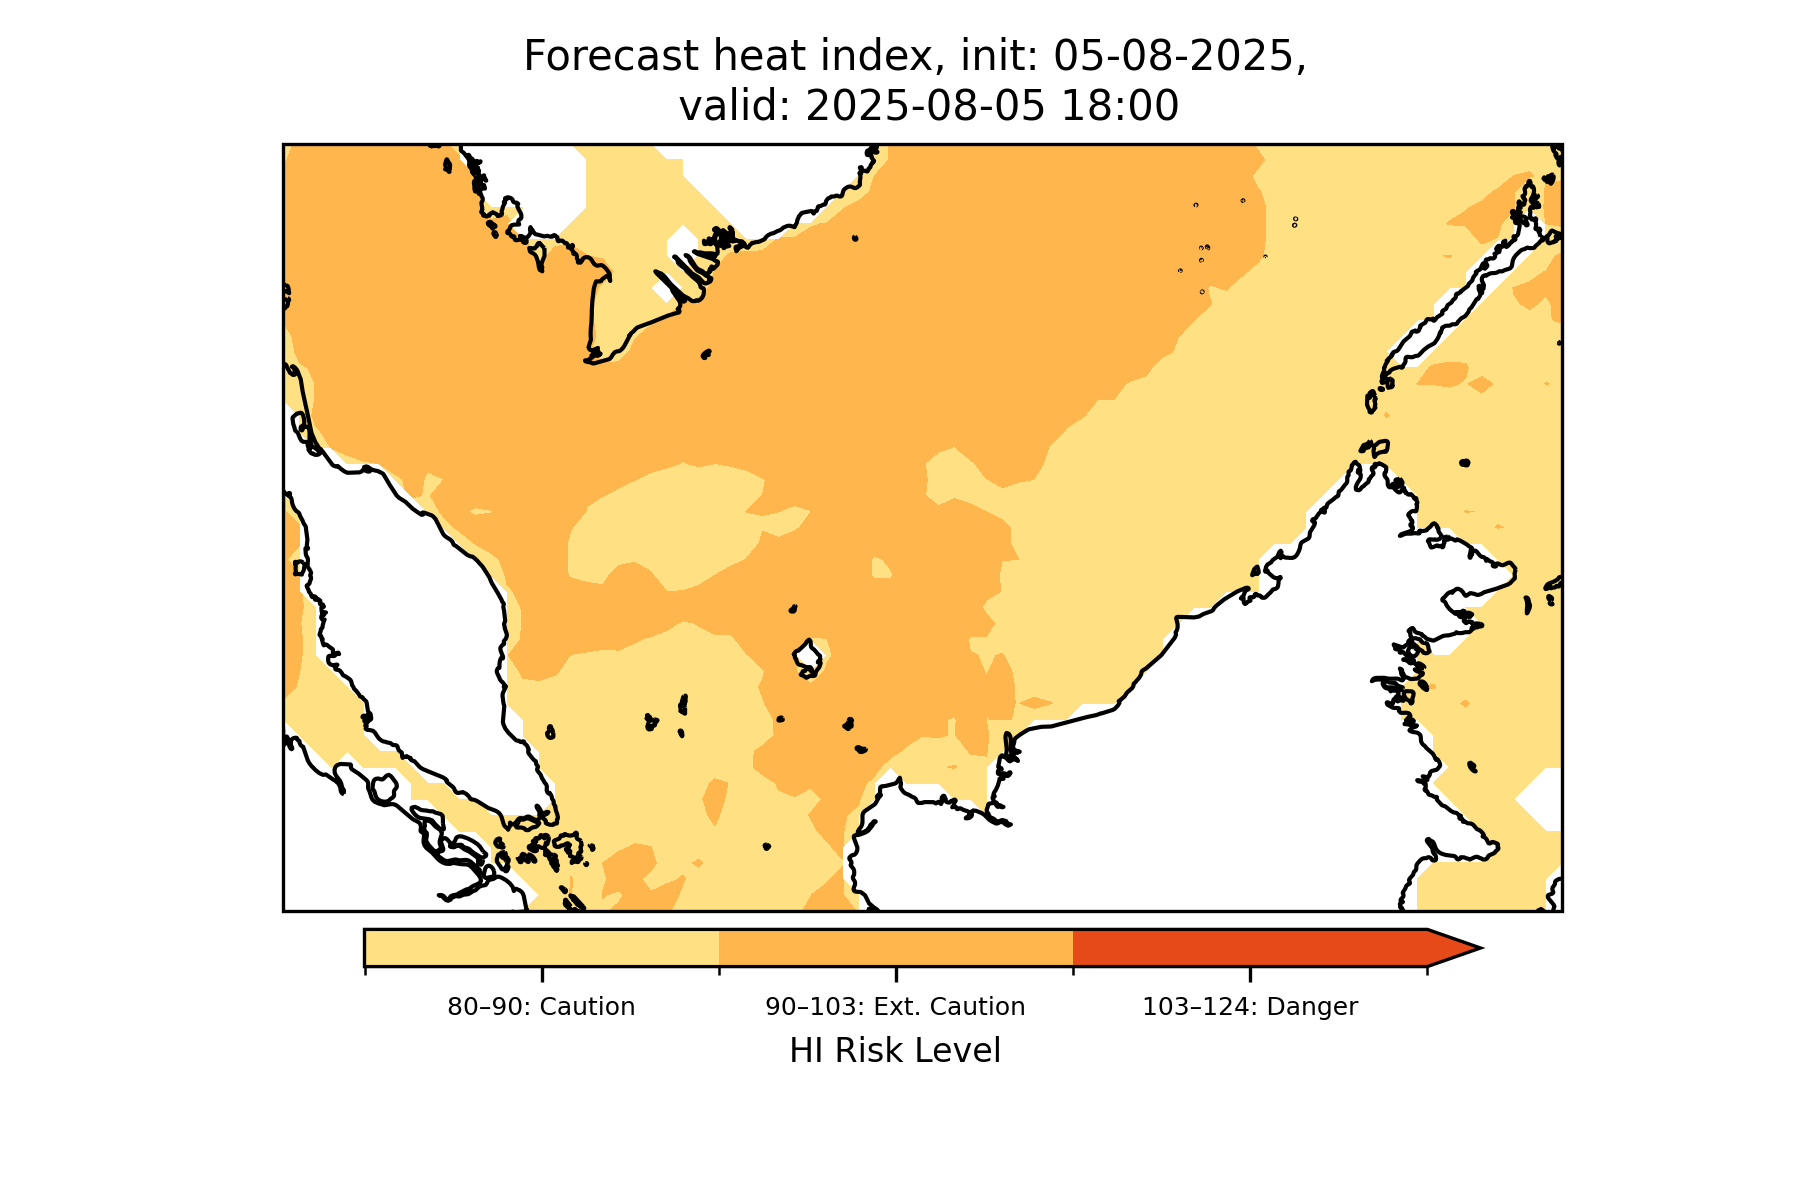 Forecast heat index, init: 05-08-2025,
valid: 2025-08-05 18:00
80–90: Caution
90–103: Ext. Caution
103–124: Danger
HI Risk Level